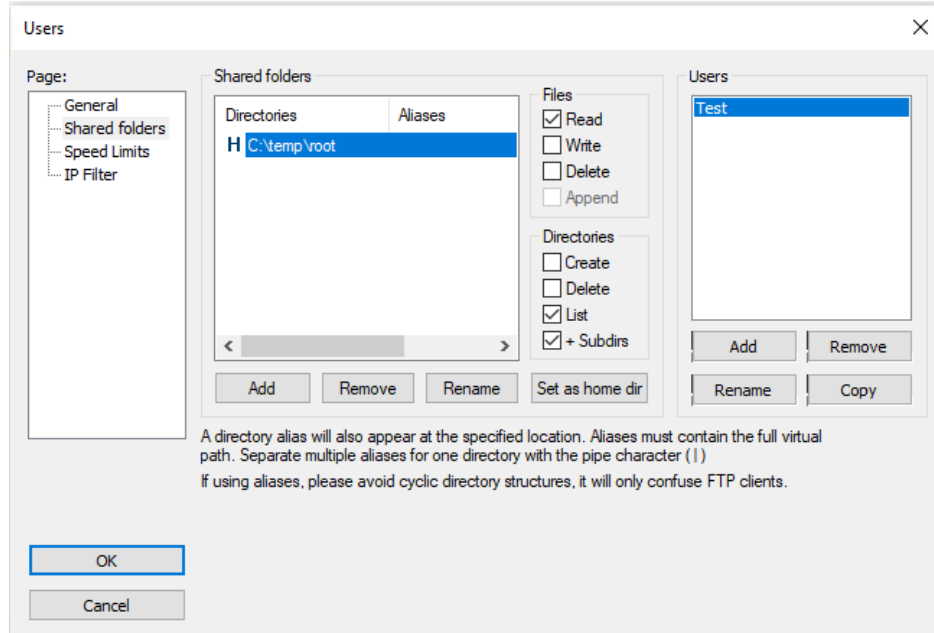 Users
Page:
General
Shared folders
Speed Limits
IP Filter
Shared folders
Directories Aliases
H C:\temp\root
Files
Read
Write
Delete
Append
Directories
Create
Delete
List
+ Subdirs
Add Remove Rename Set as home dir
Users
Test
Add Remove
Rename Copy
A directory alias will also appear at the specified location. Aliases must contain the full virtual
path. Separate multiple aliases for one directory with the pipe character (|)
If using aliases, please avoid cyclic directory structures, it will only confuse FTP clients.
OK
Cancel